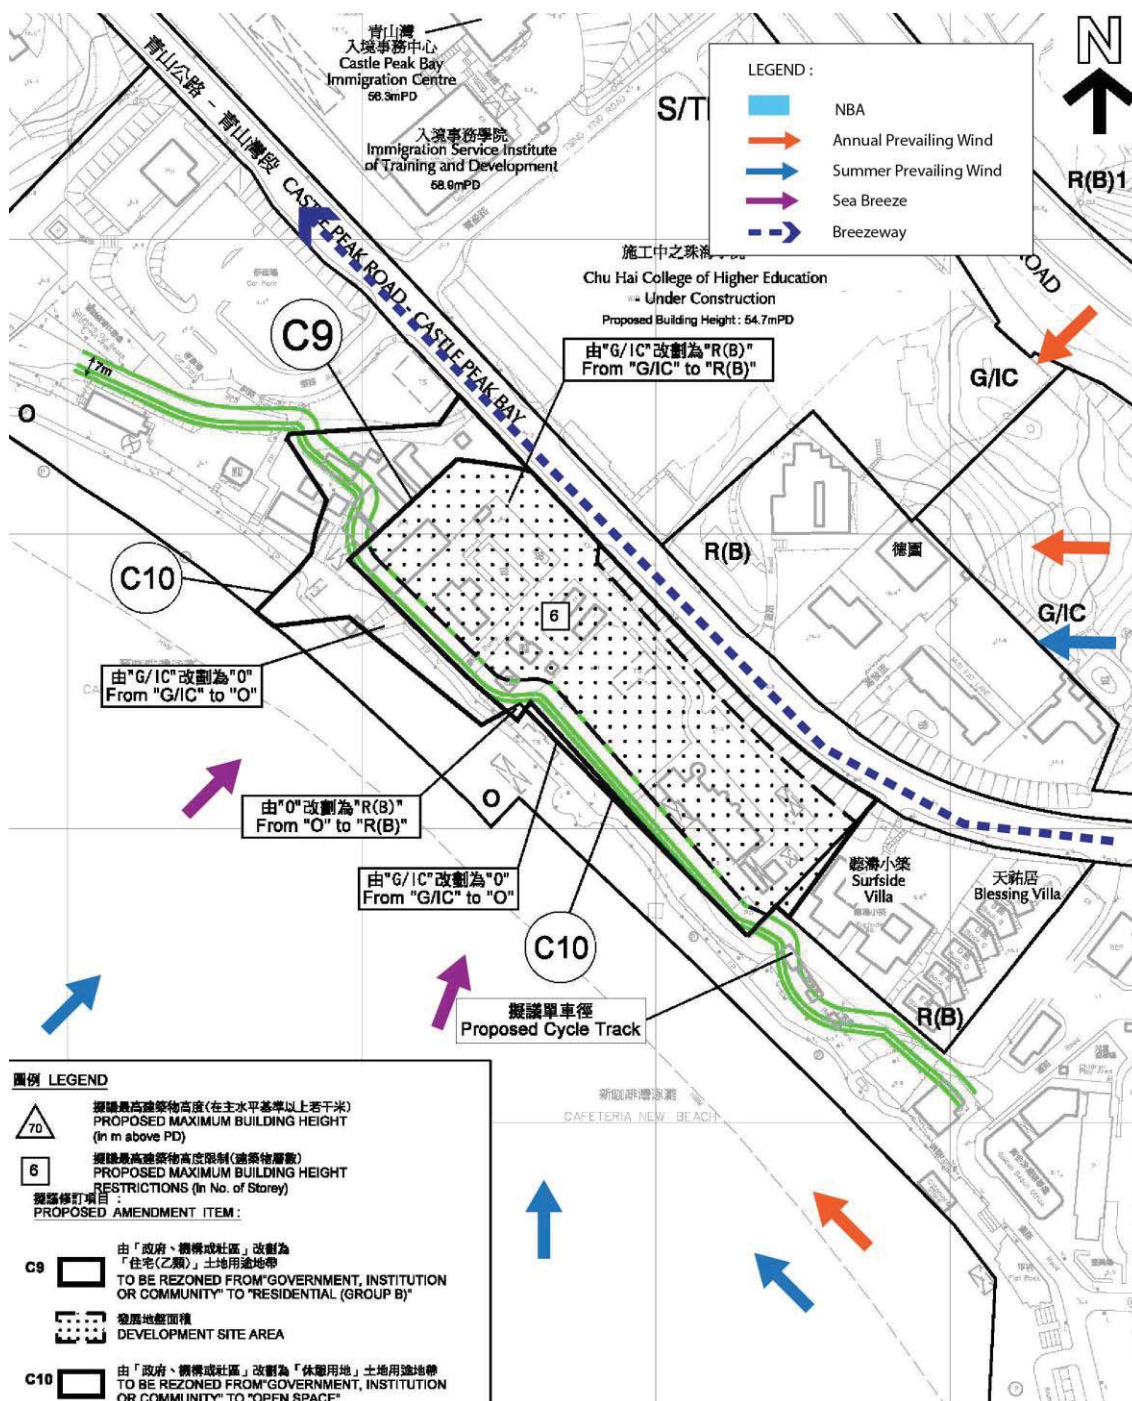 青山灣
入境事務中心
Castle Peak Bay
Immigration Centre
56.3mPD
入境事務學院
Immigration Service Institute
of Training and Development
58.9mPD
青山公路 - 青山灣段 CASTLE PEAK ROAD - CASTLE PEAK BAY
S/T
LEGEND :
NBA
Annual Prevailing Wind
Summer Prevailing Wind
Sea Breeze
Breezeway
N
R(B)1
ROAD
施工中之珠海學院
Chu Hai College of Higher Education
Under Construction
Proposed Building Height : 54.7mPD
C9
由"G/IC"改劃為"R(B)"
From "G/IC" to "R(B)"
G/IC
7m
O
R(B)
德園
C10
6
G/IC
由"G/IC"改劃為"O"
From "G/IC" to "O"
O
由"O"改劃為"R(B)"
From "O" to "R(B)"
由"G/IC"改劃為"O"
From "G/IC" to "O"
聽濤小築
Surfside
Villa
天祐居
Blessing Villa
C10
擬議單車徑
Proposed Cycle Track
R(B)
新咖啡灣泳灘
CAFETERIA NEW BEACH
圖例 LEGEND
70
擬議最高建築物高度(在主水平基準以上若干米)
PROPOSED MAXIMUM BUILDING HEIGHT
(in m above PD)
6
擬議最高建築物高度限制(建築物層數)
PROPOSED MAXIMUM BUILDING HEIGHT
RESTRICTIONS (in No. of Storey)
擬議修訂項目 :
PROPOSED AMENDMENT ITEM :
C9
由「政府、機構或社區」改劃為
「住宅(乙類)」土地用途地帶
TO BE REZONED FROM"GOVERNMENT, INSTITUTION
OR COMMUNITY" TO "RESIDENTIAL (GROUP B)"
發展地盤面積
DEVELOPMENT SITE AREA
C10
由「政府、機構或社區」改劃為「休憩用地」土地用途地帶
TO BE REZONED FROM"GOVERNMENT, INSTITUTION
OR COMMUNITY" TO "OPEN SPACE"